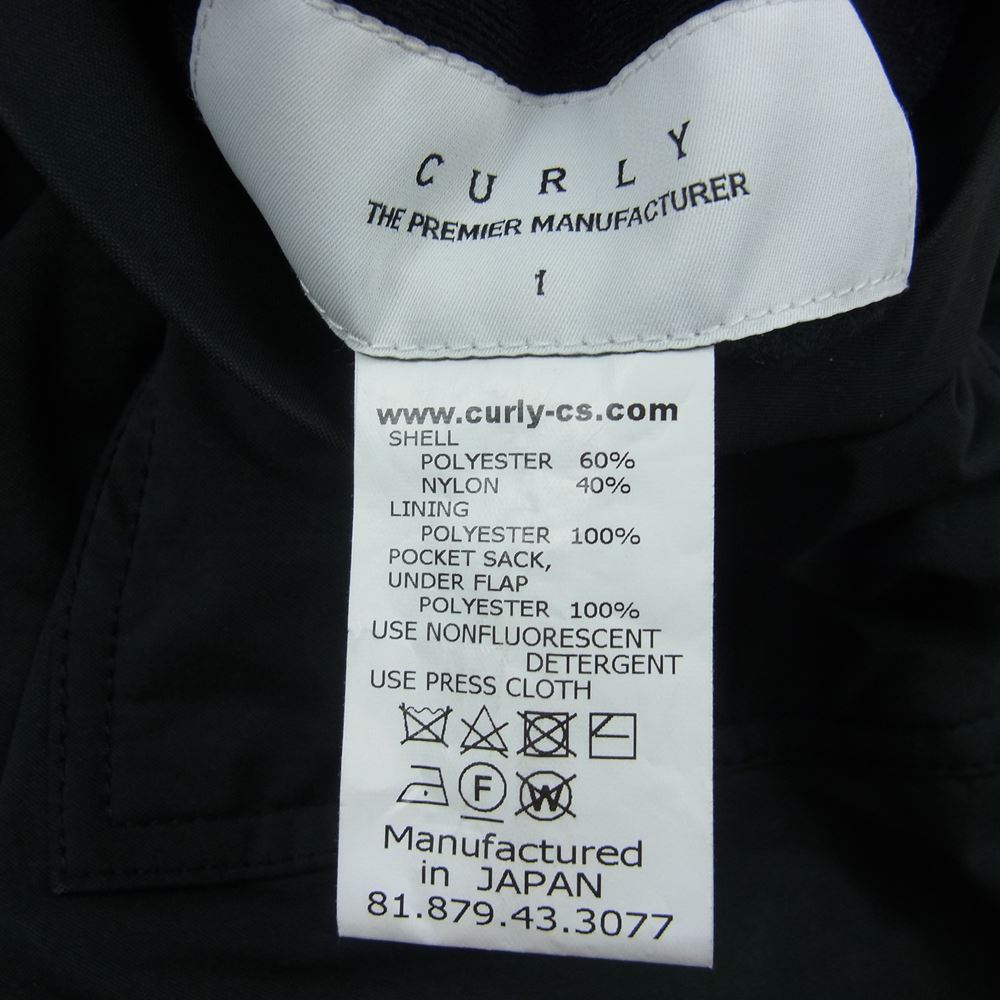 CURLY
THE PREMIER MANUFACTURER
1
www.curly-cs.com
SHELL
POLYESTER 60%
NYLON 40%
LINING
POLYESTER 100%
POCKET SACK,
UNDER FLAP
POLYESTER 100%
USE NONFLUORESCENT
DETERGENT
USE PRESS CLOTH
F W
Manufactured
in JAPAN
81.879.43.3077